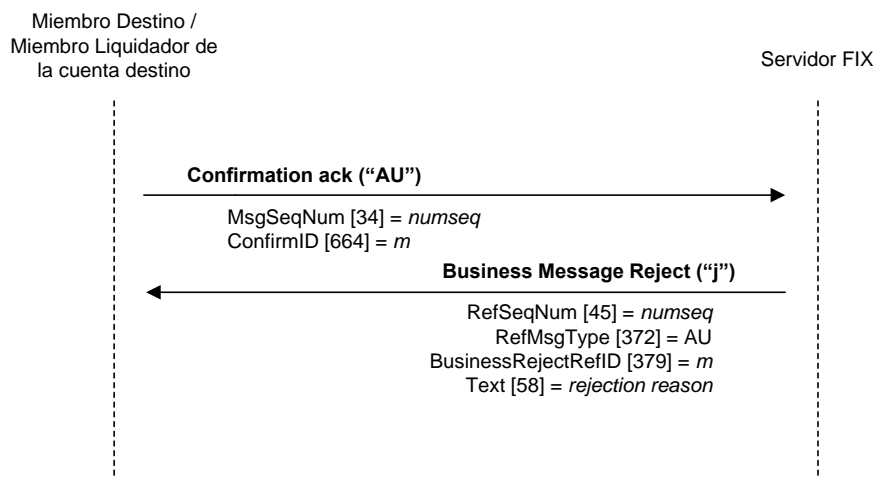 Miembro Destino /
Miembro Liquidador de
la cuenta destino
Servidor FIX
Confirmation ack (“AU”)
MsgSeqNum [34] = numseq
ConfirmID [664] = m
Business Message Reject (“j”)
RefSeqNum [45] = numseq
RefMsgType [372] = AU
BusinessRejectRefID [379] = m
Text [58] = rejection reason